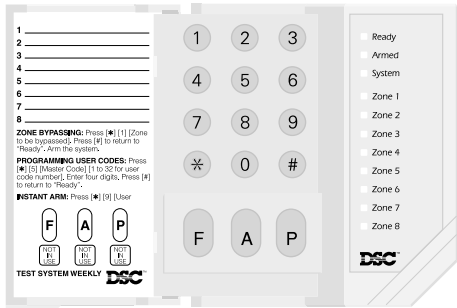 1
2
3
4
5
6
7
8
ZONE BYPASSING: Press [✱] [1] [Zone
to be bypassed]. Press [#] to return to
"Ready". Arm the system.
PROGRAMMING USER CODES: Press
[✱] [5] [Master Code] [1 to 32 for user
code number]. Enter four digits. Press [#]
to return to "Ready".
INSTANT ARM: Press [✱] [9] [User
F A P
NOT IN USE NOT IN USE NOT IN USE
TEST SYSTEM WEEKLY DSC™
1 2 3
4 5 6
7 8 9
✱ 0 #
F A P
Ready
Armed
System
Zone 1
Zone 2
Zone 3
Zone 4
Zone 5
Zone 6
Zone 7
Zone 8
DSC™